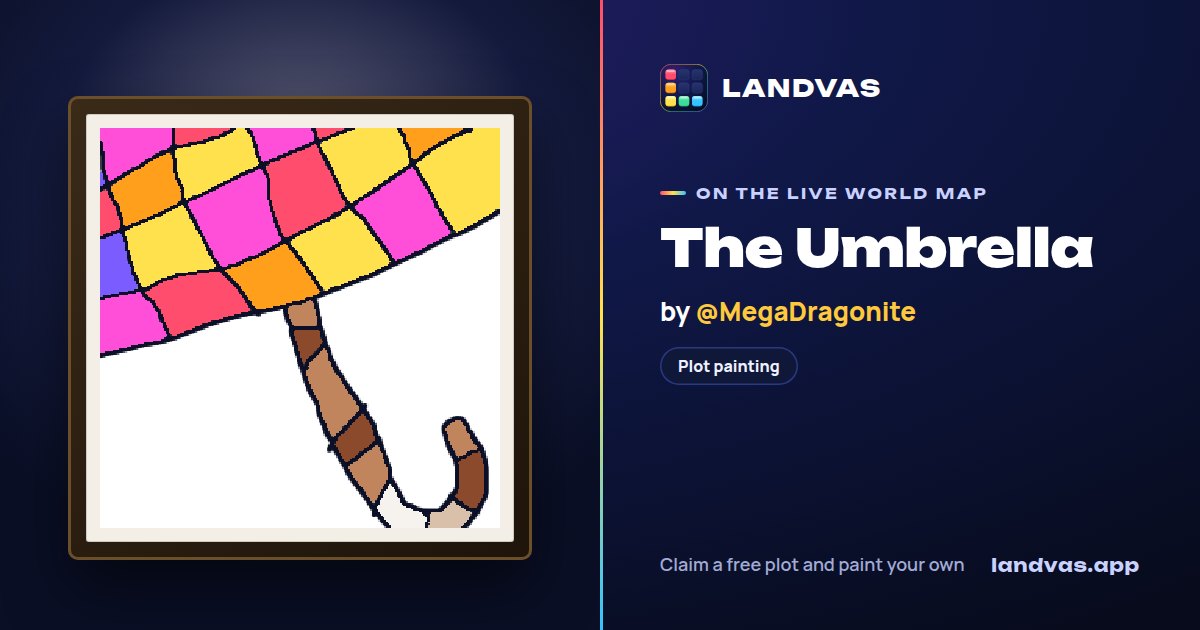 LANDVAS
ON THE LIVE WORLD MAP
The Umbrella
by @MegaDragonite
Plot painting
Claim a free plot and paint your own landvas.app